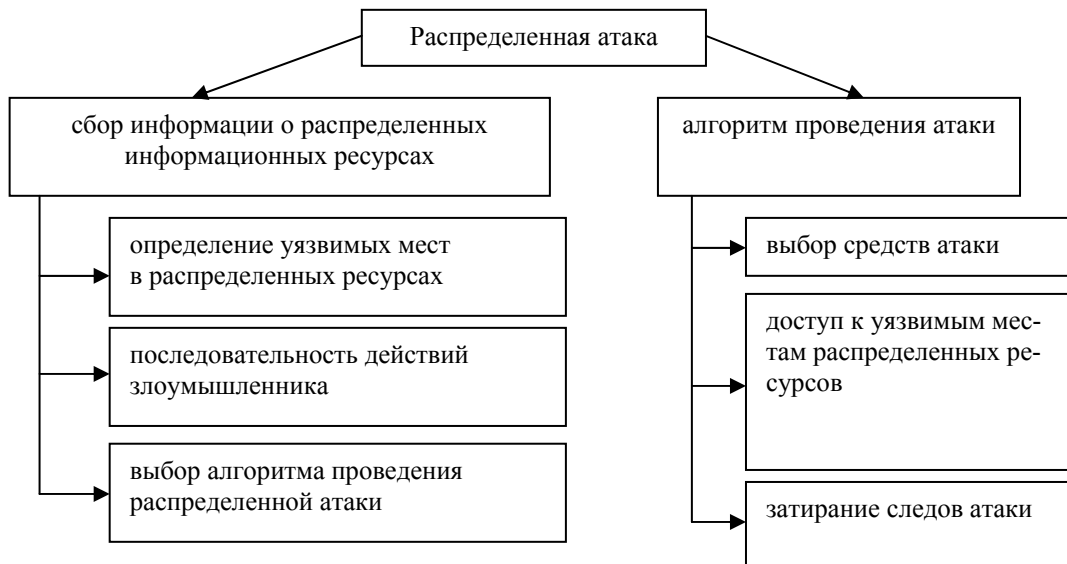 Распределенная атака
сбор информации о распределенных
информационных ресурсах
определение уязвимых мест
в распределенных ресурсах
последовательность действий
злоумышленника
выбор алгоритма проведения
распределенной атаки
алгоритм проведения атаки
выбор средств атаки
доступ к уязвимым мес-
там распределенных ре-
сурсов
затирание следов атаки